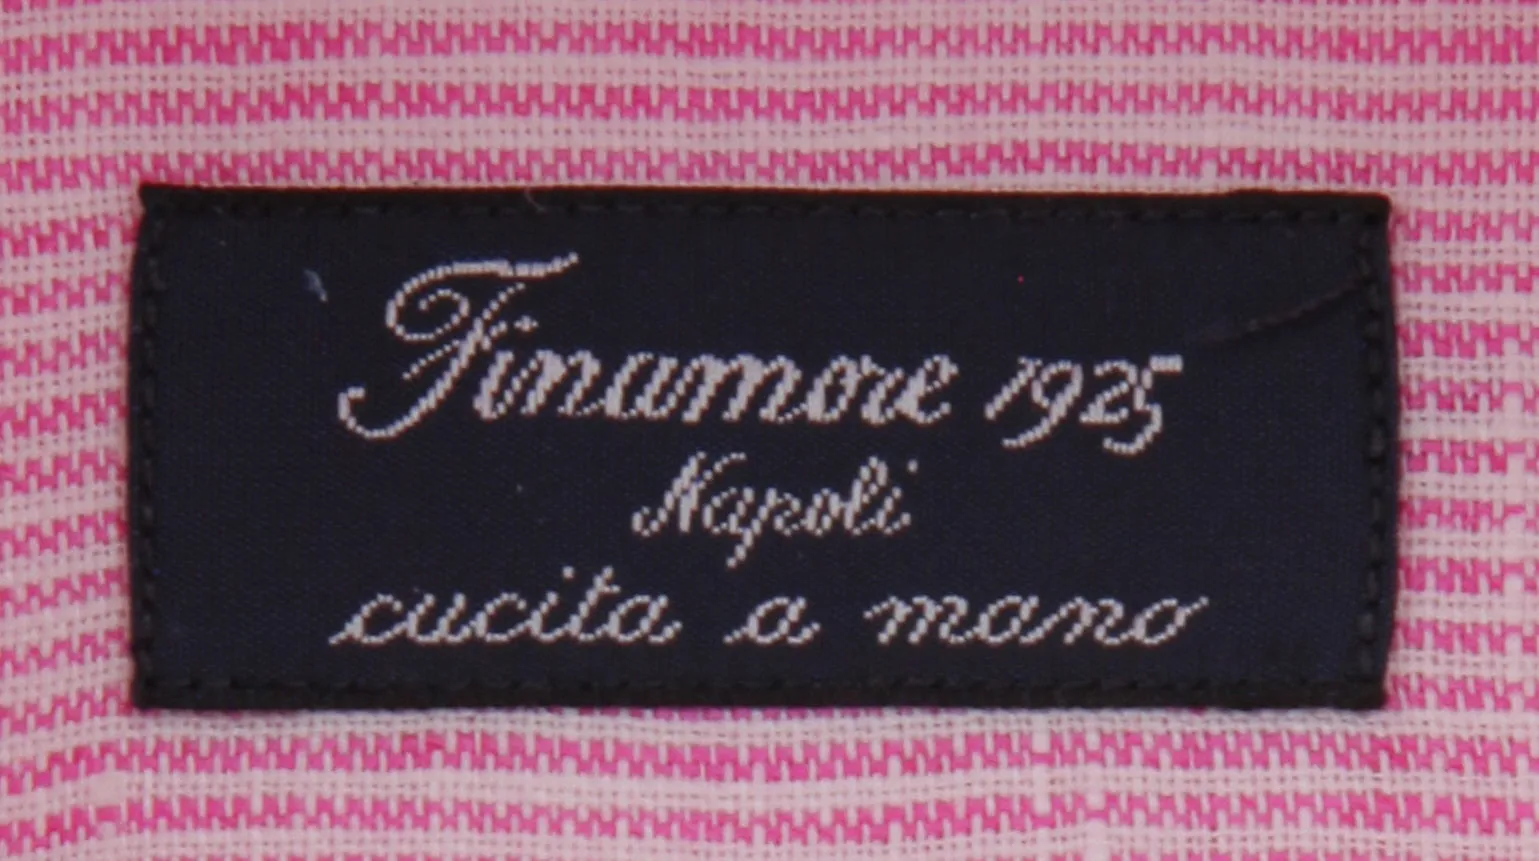 Finamore 1925
Napoli
cucita a mano